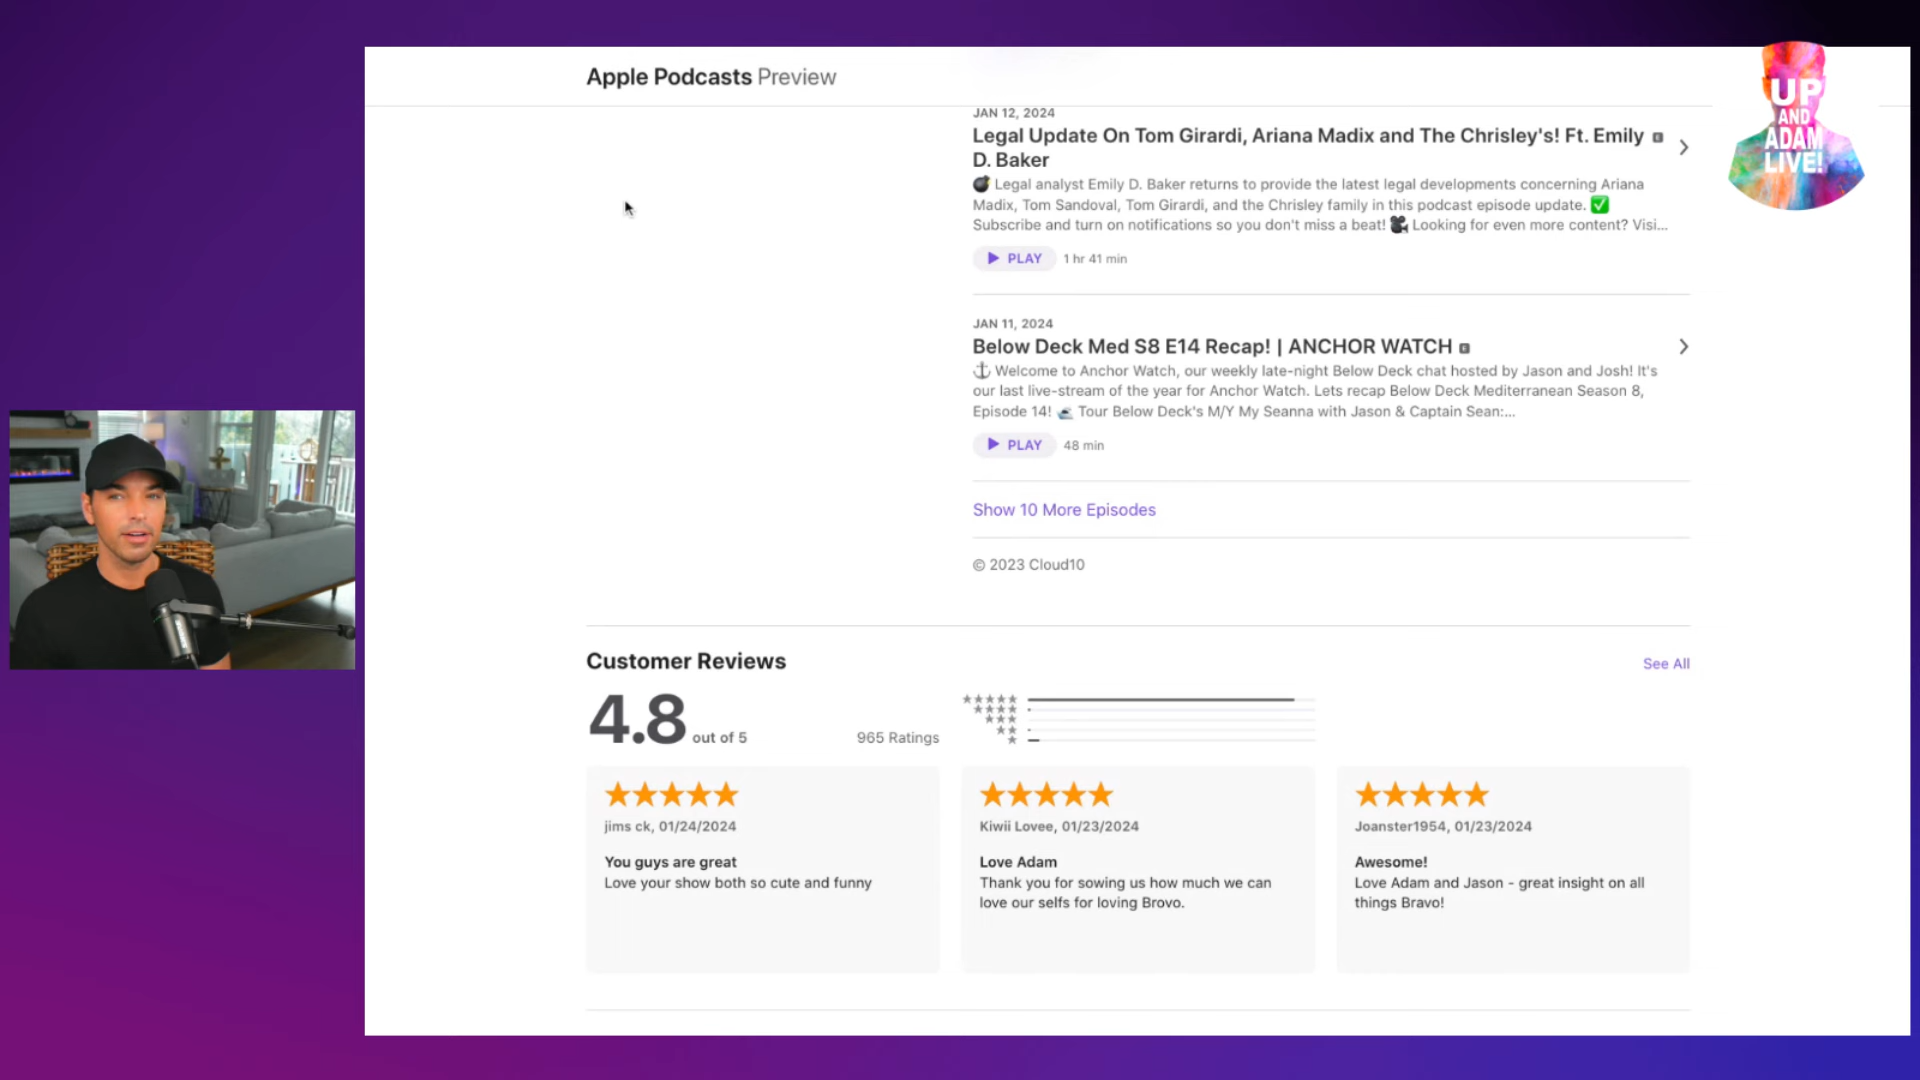 Apple Podcasts Preview
UP
AND
ADAM
LIVE!
JAN 12, 2024
Legal Update On Tom Girardi, Ariana Madix and The Chrisley's! Ft. Emily E
D. Baker
💣 Legal analyst Emily D. Baker returns to provide the latest legal developments concerning Ariana
Madix, Tom Sandoval, Tom Girardi, and the Chrisley family in this podcast episode update. ✅
Subscribe and turn on notifications so you don't miss a beat! 🎥 Looking for even more content? Visi...
PLAY 1 hr 41 min
JAN 11, 2024
Below Deck Med S8 E14 Recap! | ANCHOR WATCH E
⚓ Welcome to Anchor Watch, our weekly late-night Below Deck chat hosted by Jason and Josh! It's
our last live-stream of the year for Anchor Watch. Lets recap Below Deck Mediterranean Season 8,
Episode 14! 🌊 Tour Below Deck's M/Y My Seanna with Jason & Captain Sean:...
PLAY 48 min
Show 10 More Episodes
© 2023 Cloud10
Customer Reviews
See All
4.8 out of 5
965 Ratings
jims ck, 01/24/2024
You guys are great
Love your show both so cute and funny
Kiwii Lovee, 01/23/2024
Love Adam
Thank you for sowing us how much we can
love our selfs for loving Brovo.
Joanster1954, 01/23/2024
Awesome!
Love Adam and Jason - great insight on all
things Bravo!